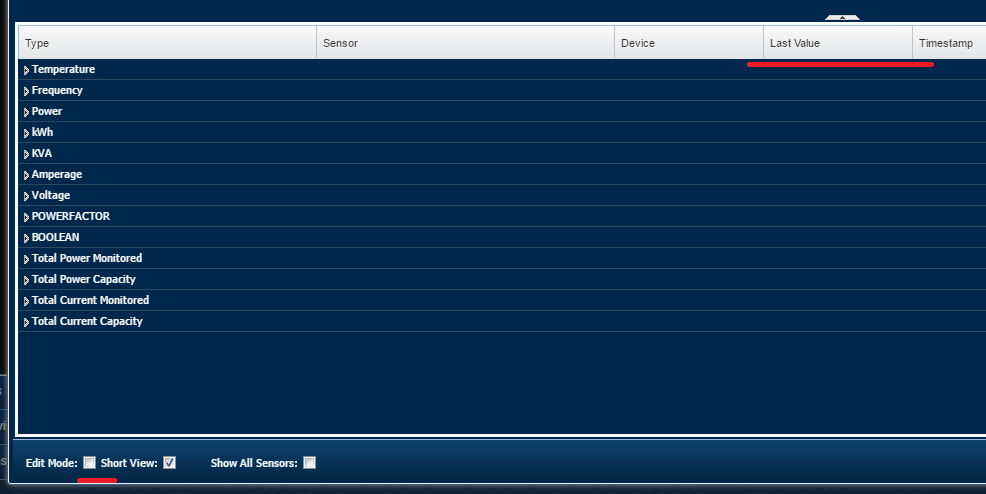 Type Sensor Device Last Value Timestamp
Temperature
Frequency
Power
kWh
KVA
Amperage
Voltage
POWERFACTOR
BOOLEAN
Total Power Monitored
Total Power Capacity
Total Current Monitored
Total Current Capacity
Edit Mode: Short View: Show All Sensors: